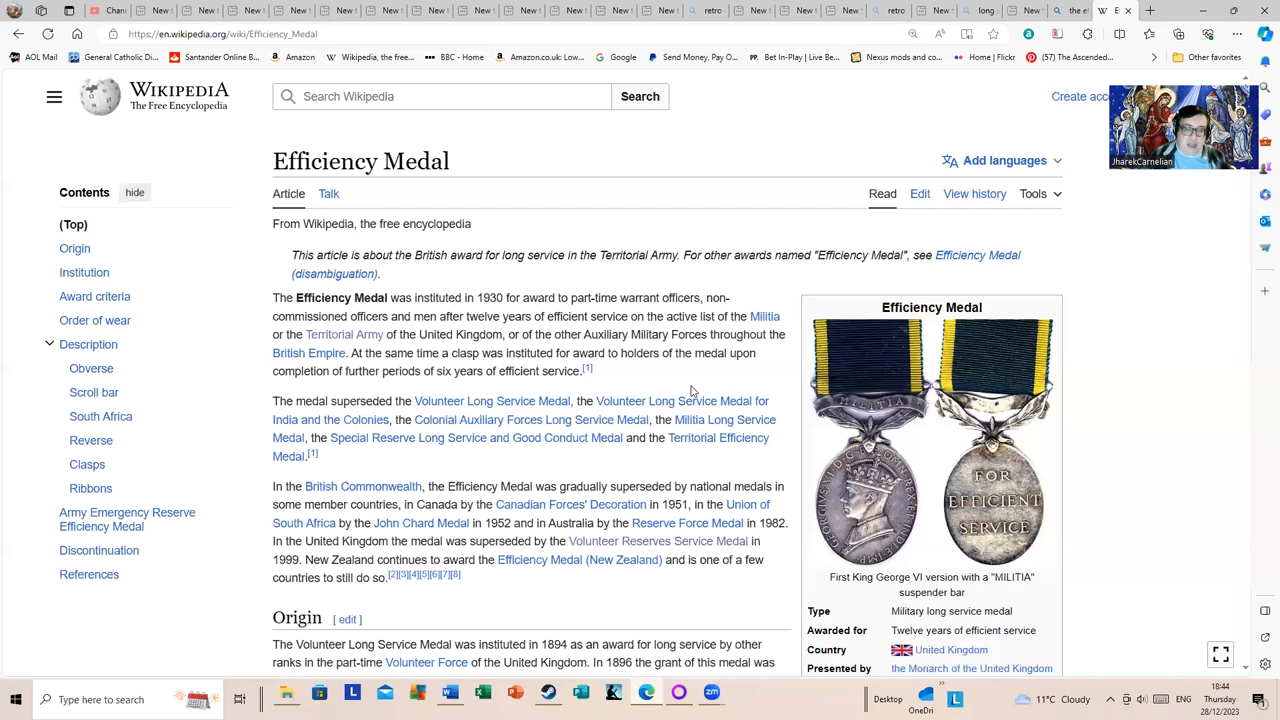 Chan
New
New
New
New
New
New
New
retro
New
New
retro
New
long
New
the e
W E
https://en.wikipedia.org/wiki/Efficiency_Medal
AOL Mail
General Catholic Di...
Santander Online B...
Amazon
Wikipedia, the free...
BBC - Home
Amazon.co.uk: Low...
Google
Send Money, Pay O...
Bet In-Play | Live Be...
Nexus mods and co...
Home | Flickr
(17) The Ascended...
Other favorites
WIKIPEDIA
The Free Encyclopedia
Search Wikipedia
Search
Create acc
JharekCarnelian
Efficiency Medal
Add languages
Contents hide
Article Talk
Read Edit View history Tools
(Top)
Origin
Institution
Award criteria
Order of wear
Description
Obverse
Scroll bar
South Africa
Reverse
Clasps
Ribbons
Army Emergency Reserve
Efficiency Medal
Discontinuation
References
From Wikipedia, the free encyclopedia
This article is about the British award for long service in the Territorial Army. For other awards named "Efficiency Medal", see Efficiency Medal
(disambiguation).
The Efficiency Medal was instituted in 1930 for award to part-time warrant officers, non-
commissioned officers and men after twelve years of efficient service on the active list of the Militia
or the Territorial Army of the United Kingdom, or of the other Auxiliary Military Forces throughout the
British Empire. At the same time a clasp was instituted for award to holders of the medal upon
completion of further periods of six years of efficient service.[1]
The medal superseded the Volunteer Long Service Medal, the Volunteer Long Service Medal for
India and the Colonies, the Colonial Auxiliary Forces Long Service Medal, the Militia Long Service
Medal, the Special Reserve Long Service and Good Conduct Medal and the Territorial Efficiency
Medal.[1]
In the British Commonwealth, the Efficiency Medal was gradually superseded by national medals in
some member countries, in Canada by the Canadian Forces' Decoration in 1951, in the Union of
South Africa by the John Chard Medal in 1952 and in Australia by the Reserve Force Medal in 1982.
In the United Kingdom the medal was superseded by the Volunteer Reserves Service Medal in
1999. New Zealand continues to award the Efficiency Medal (New Zealand) and is one of a few
countries to still do so.[2][3][4][5][6][7][8]
Origin [ edit ]
The Volunteer Long Service Medal was instituted in 1894 as an award for long service by other
ranks in the part-time Volunteer Force of the United Kingdom. In 1896 the grant of this medal was
Efficiency Medal
MILITIA
FOR
EFFICIENT
SERVICE
First King George VI version with a "MILITIA"
suspender bar
Type Military long service medal
Awarded for Twelve years of efficient service
Country United Kingdom
Presented by the Monarch of the United Kingdom
Type here to search
Desktop
OneDri
11°C Cloudy
18:44
Thursday
28/12/2023